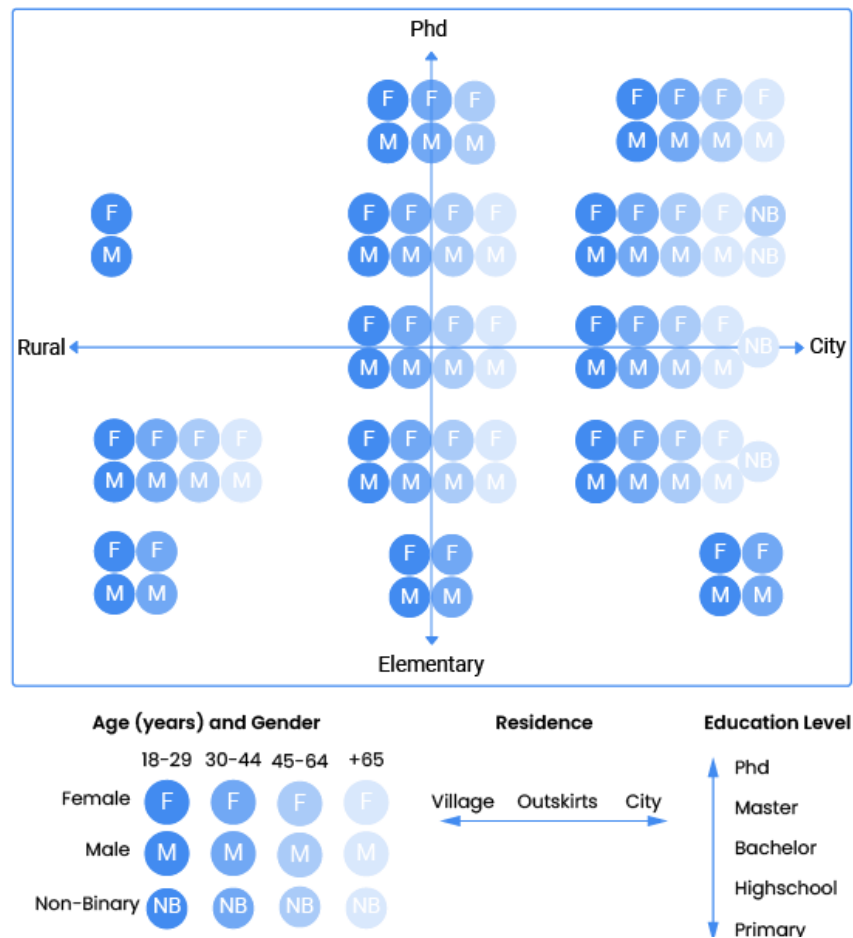 Phd
F F F F F F F
M M M M M M M
F F F F F F F F F NB
M M M M M M M M M NB
F F F F F F F F
Rural NB City
M M M M M M M M
F F F F F F F F F F F F
NB
M M M M M M M M M M M M
F F F F F F
M M M M M M
Elementary
Age (years) and Gender Residence Education Level
18-29 30-44 45-64 +65
Phd
Female F F F F
Village Outskirts City
Master
Male M M M M
Bachelor
Highschool
Non-Binary NB NB NB NB
Primary